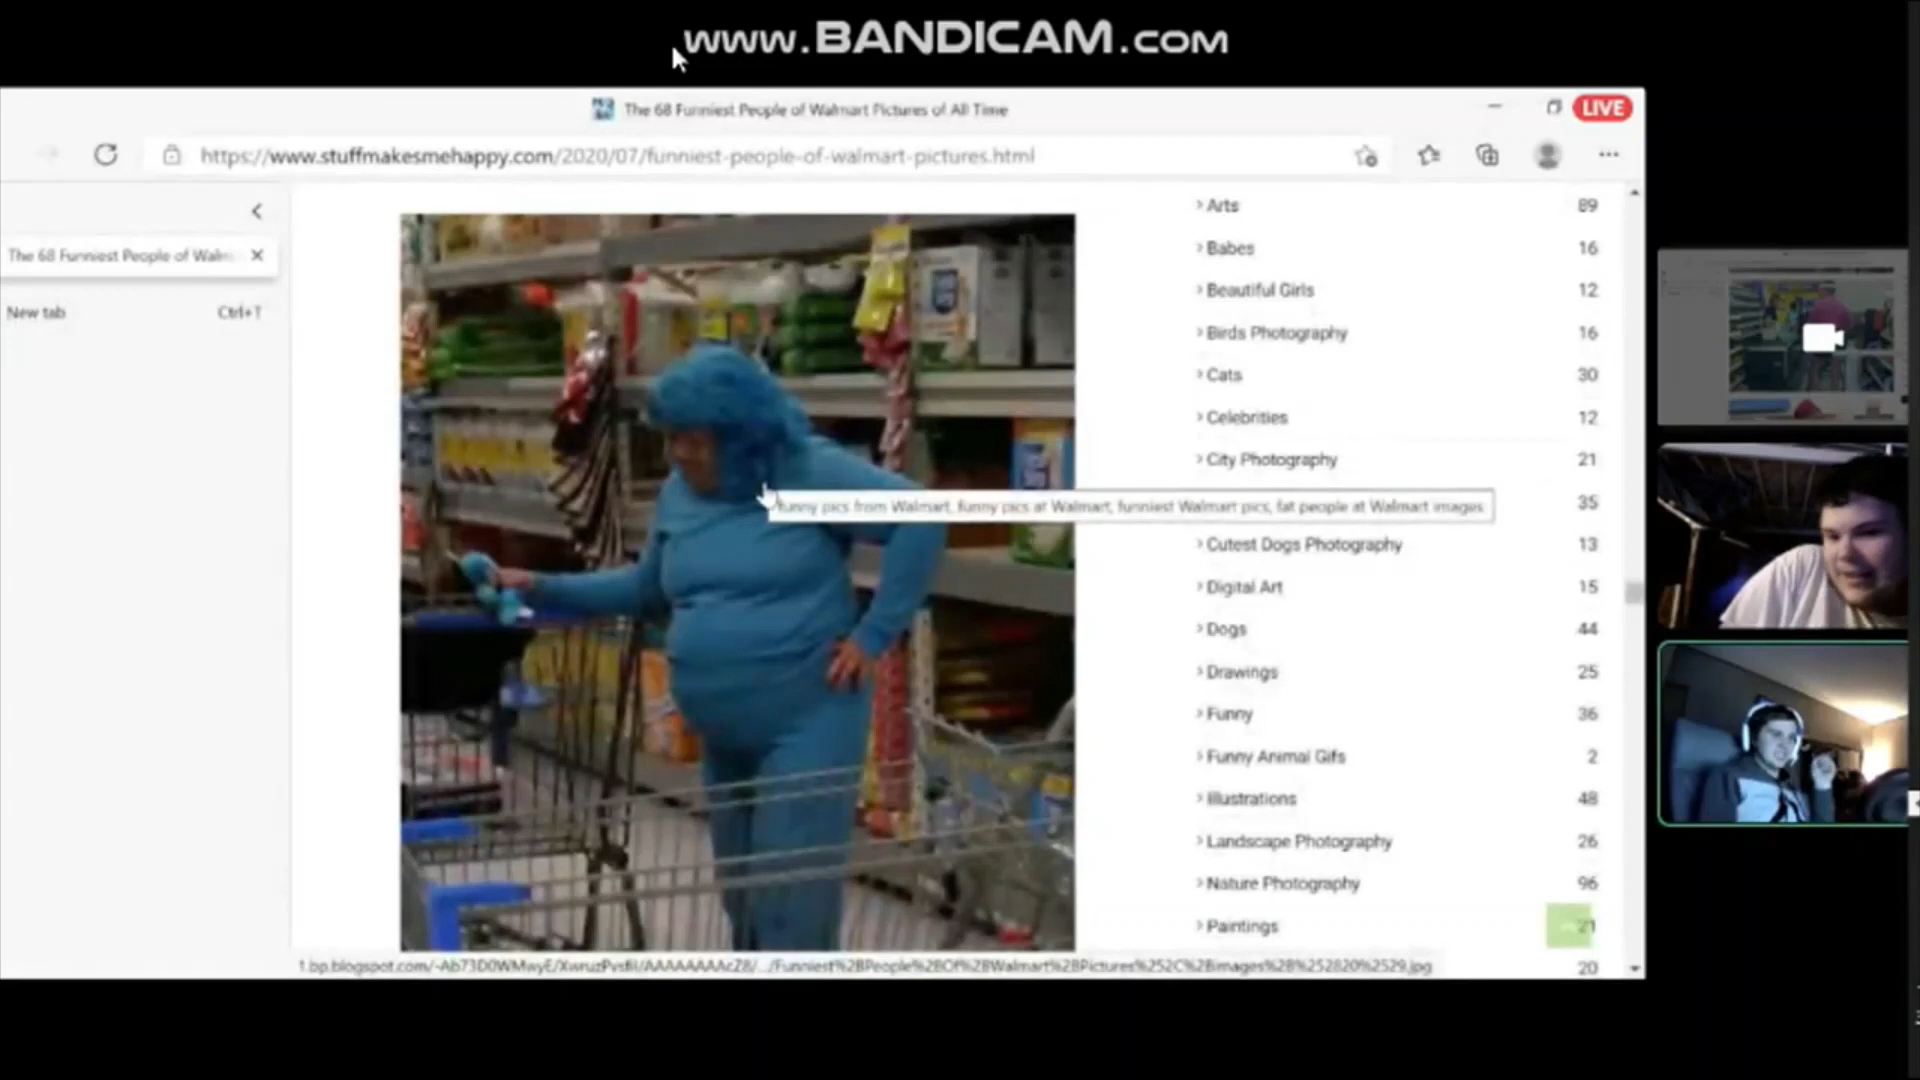 www.BANDICAM.COM
The 68 Funniest People of Walmart Pictures of All Time
LIVE
https://www.stuffmakesmehappy.com/2020/07/funniest-people-of-walmart-pictures.html
The 68 Funniest People of Walm
New tab Ctrl+T
Arts 89
Babes 16
Beautiful Girls 12
Birds Photography 16
Cats 30
Celebrities 12
City Photography 21
funny pics from Walmart, funny pics at Walmart, funniest Walmart pics, fat people at Walmart images
35
Cutest Dogs Photography 13
Digital Art 15
Dogs 44
Drawings 25
Funny 36
Funny Animal Gifs 2
Illustrations 48
Landscape Photography 26
Nature Photography 96
Paintings 21
20